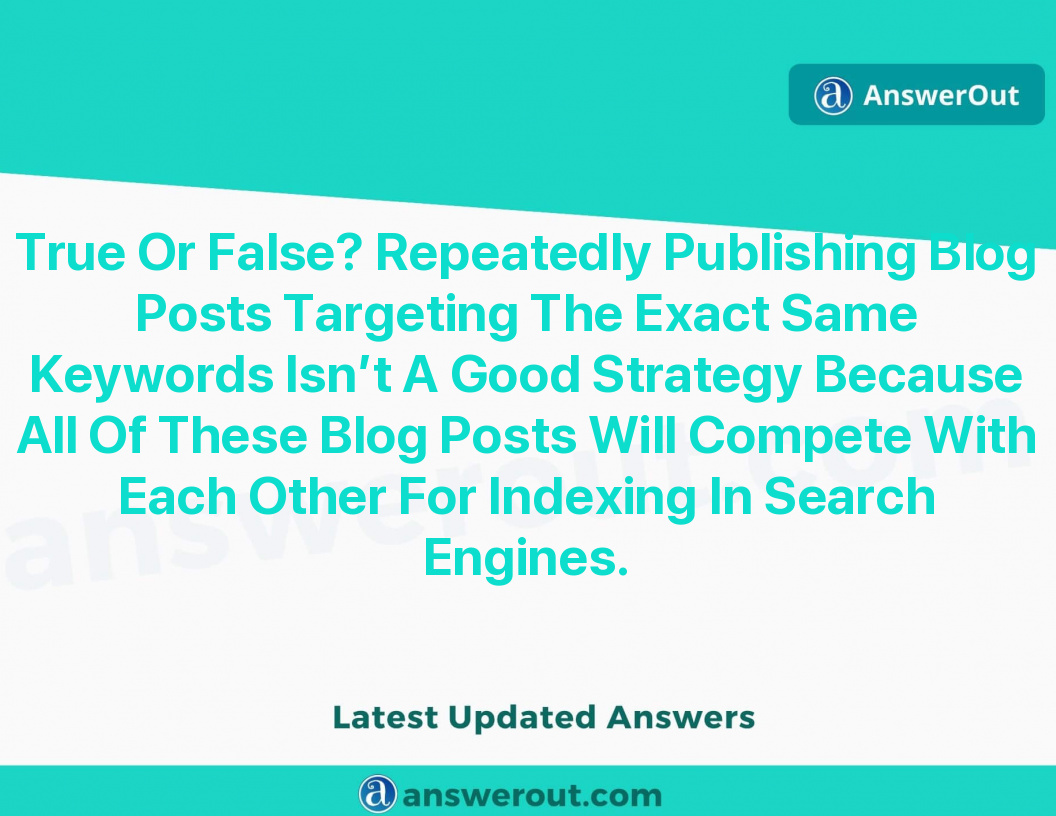 AnswerOut
True Or False? Repeatedly Publishing Blog
Posts Targeting The Exact Same
Keywords Isn’t A Good Strategy Because
All Of These Blog Posts Will Compete With
Each Other For Indexing In Search
Engines.
answerout.com
Latest Updated Answers
answerout.com